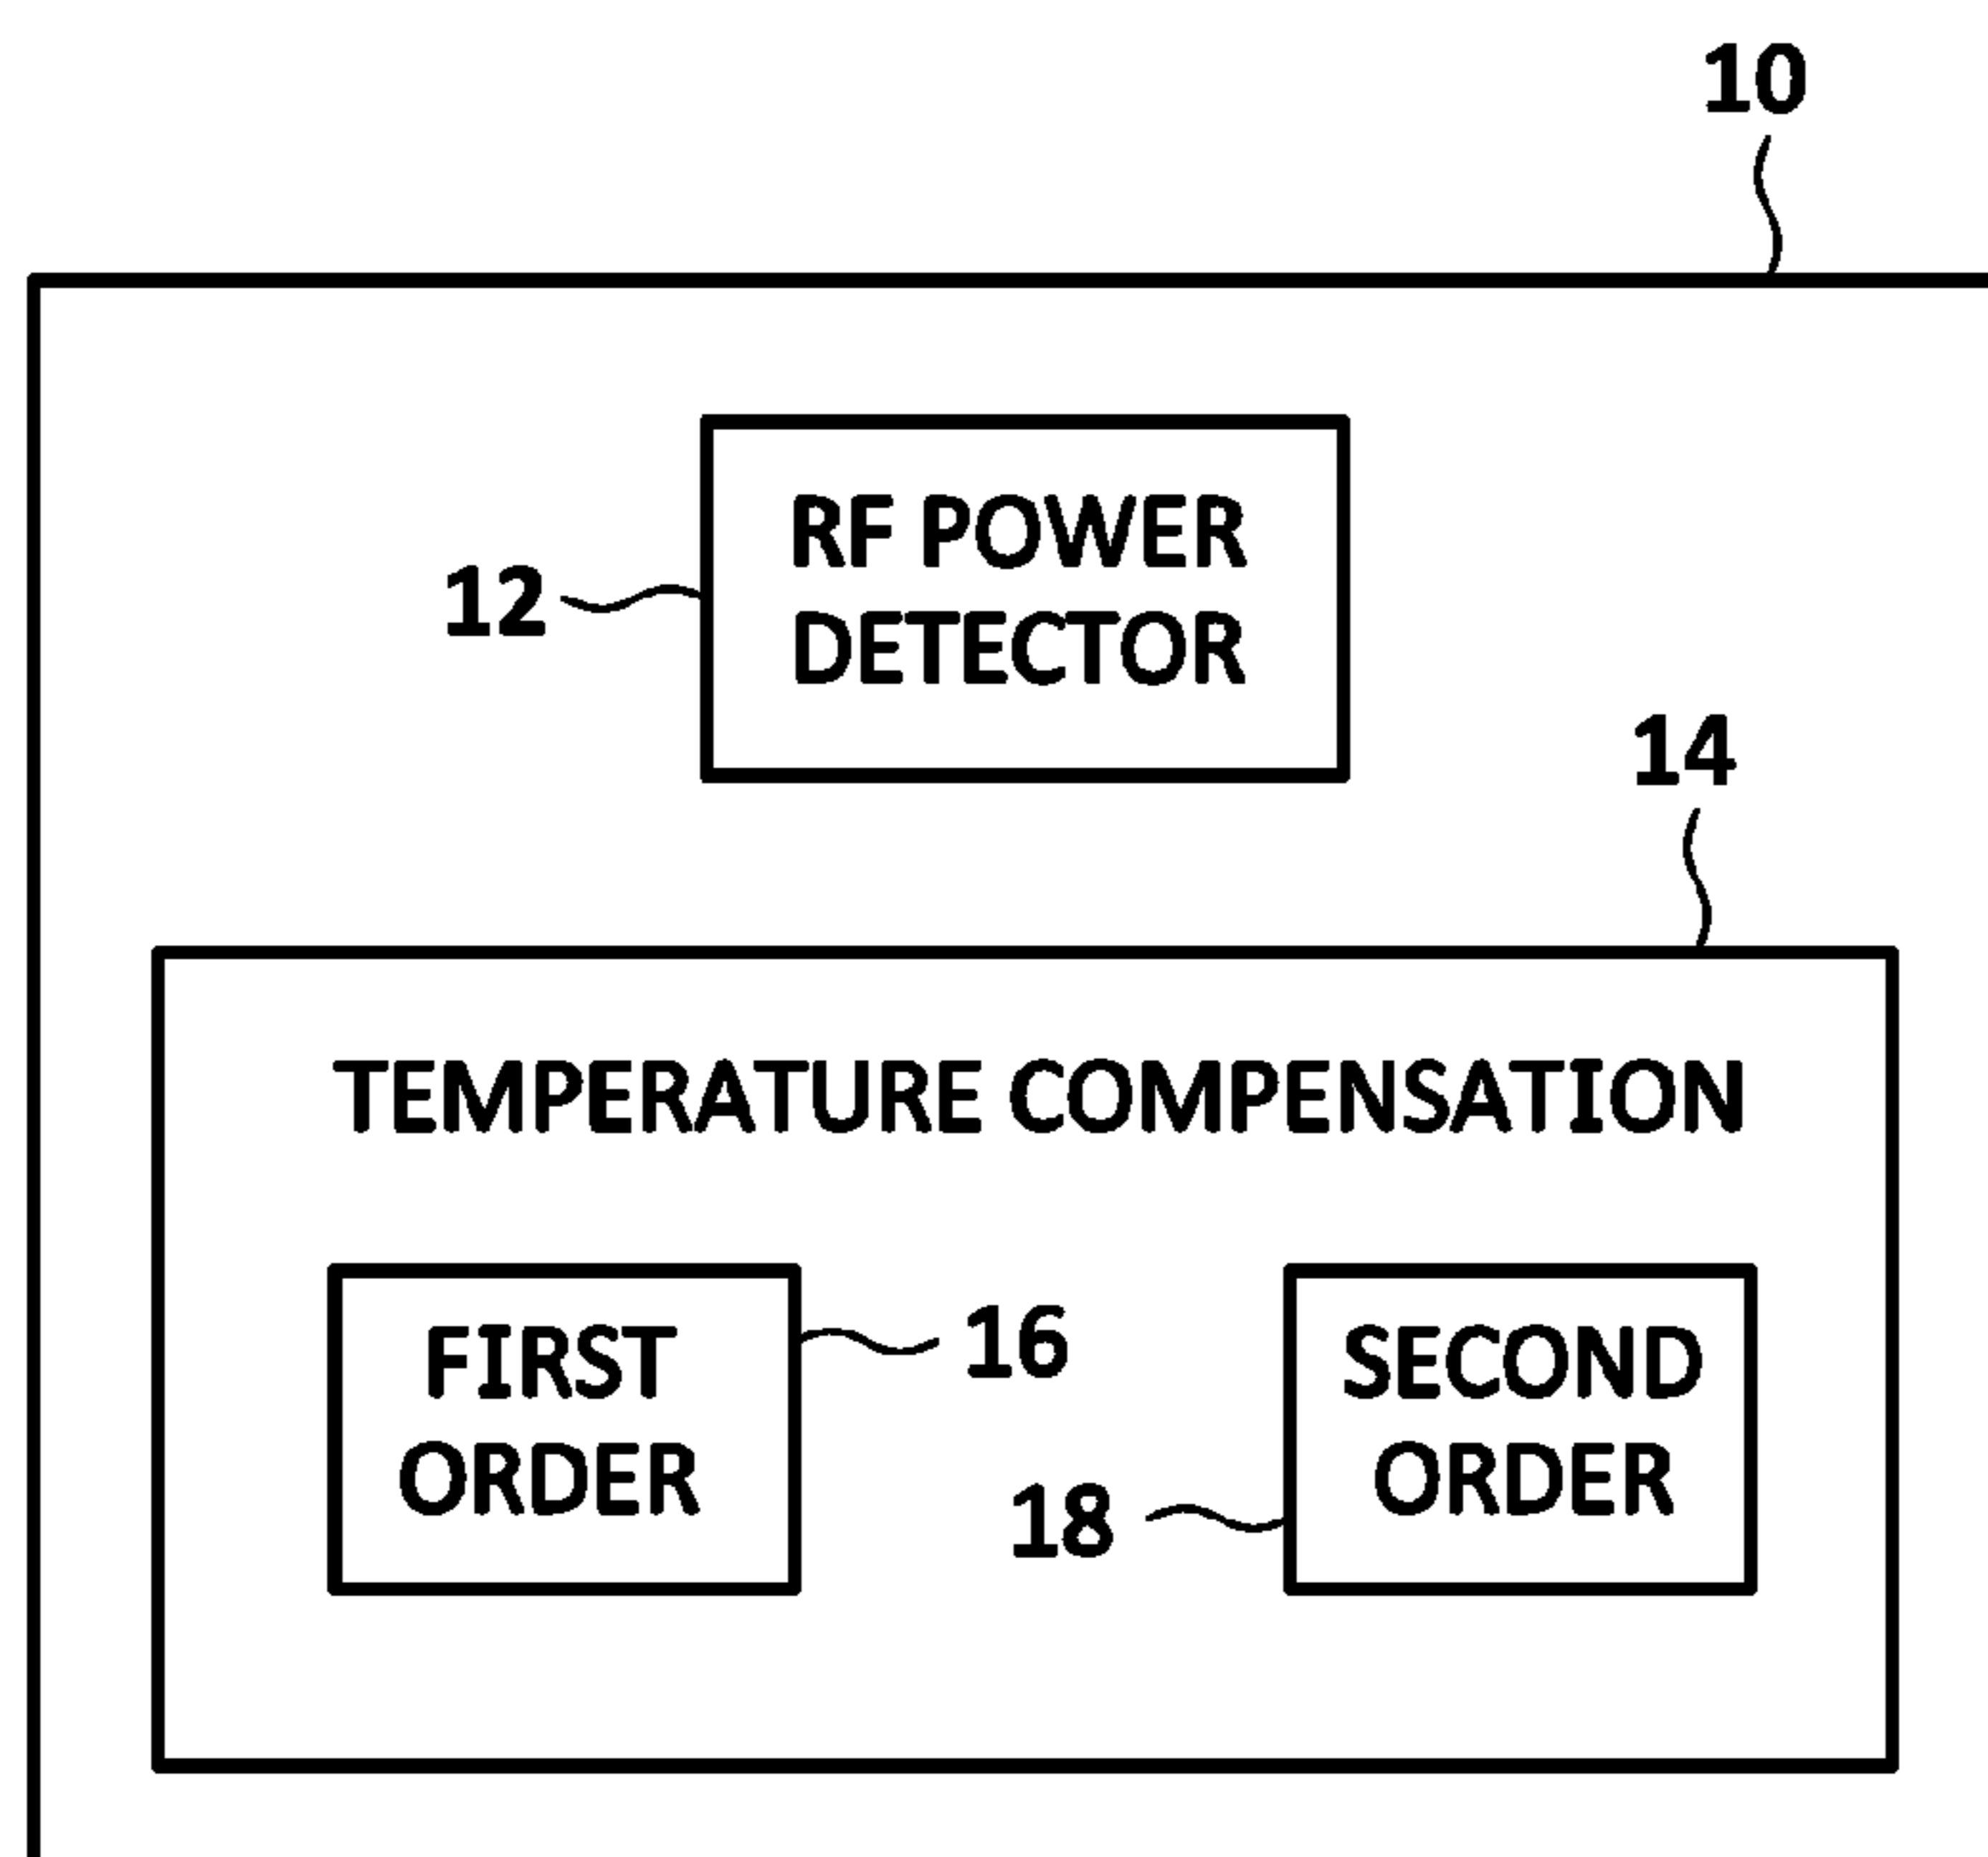 10
RF POWER
12
DETECTOR
14
TEMPERATURE COMPENSATION
FIRST
ORDER
16
18
SECOND
ORDER